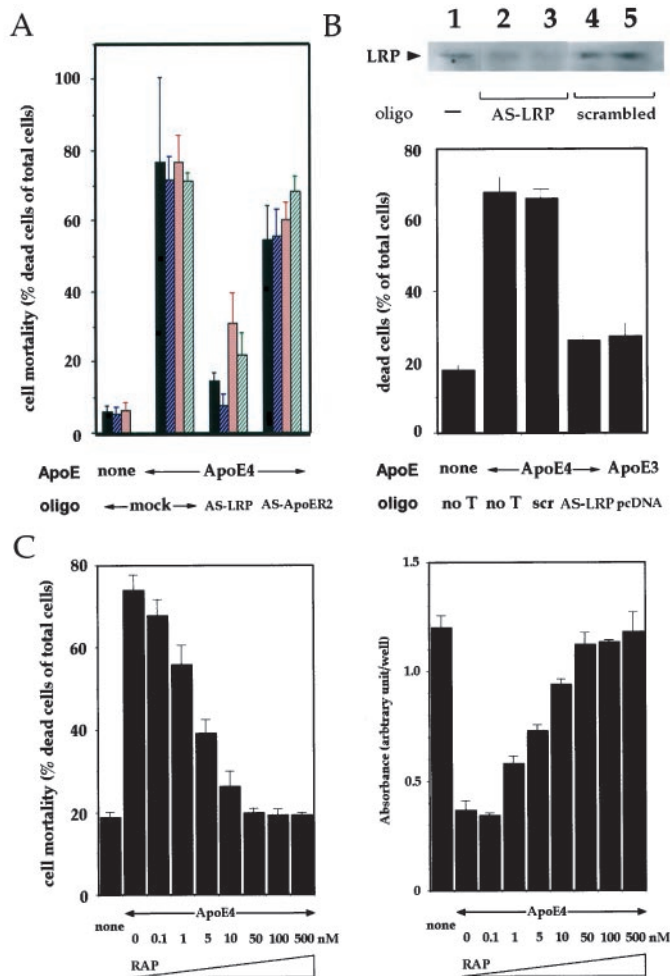 A
cell mortality (% dead cells of total cells)
100
80
60
40
20
0
ApoE none ApoE4
oligo mock AS-LRP AS-ApoER2
B
1 2 3 4 5
LRP
oligo – AS-LRP scrambled
dead cells (% of total cells)
80
60
40
20
0
ApoE none ApoE4 ApoE3
oligo no T no T scr AS-LRP pcDNA
C
cell mortality (% dead cells of total cells)
80
60
40
20
0
ApoE4
none 0 0.1 1 5 10 50 100 500 nM
RAP
Absorbance (arbtrary unit/well)
1.5
1.0
0.5
0
ApoE4
none 0 0.1 1 5 10 50 100 500 nM
RAP